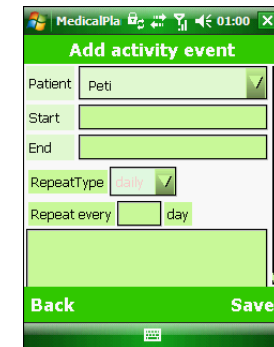 MedicalPla 01:00 X
Add activity event
Patient Peti
Start
End
RepeatType daily
Repeat every day
Back Save